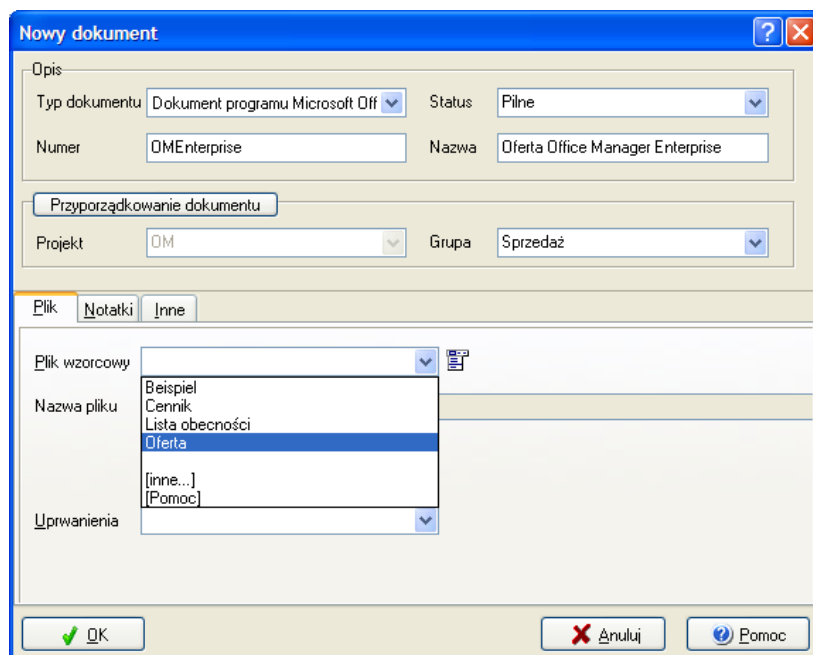 Nowy dokument
Opis
Typ dokumentu Dokument programu Microsoft Off Status Pilne
Numer OMEnterprise Nazwa Oferta Office Manager Enterprise
Przyporządkowanie dokumentu
Projekt OM Grupa Sprzedaż
Plik Notatki Inne
Plik wzorcowy
Beispiel
Nazwa pliku Cennik
Lista obecności
Oferta
[inne...]
[Pomoc]
Uprwanienia
OK Anuluj Pomoc